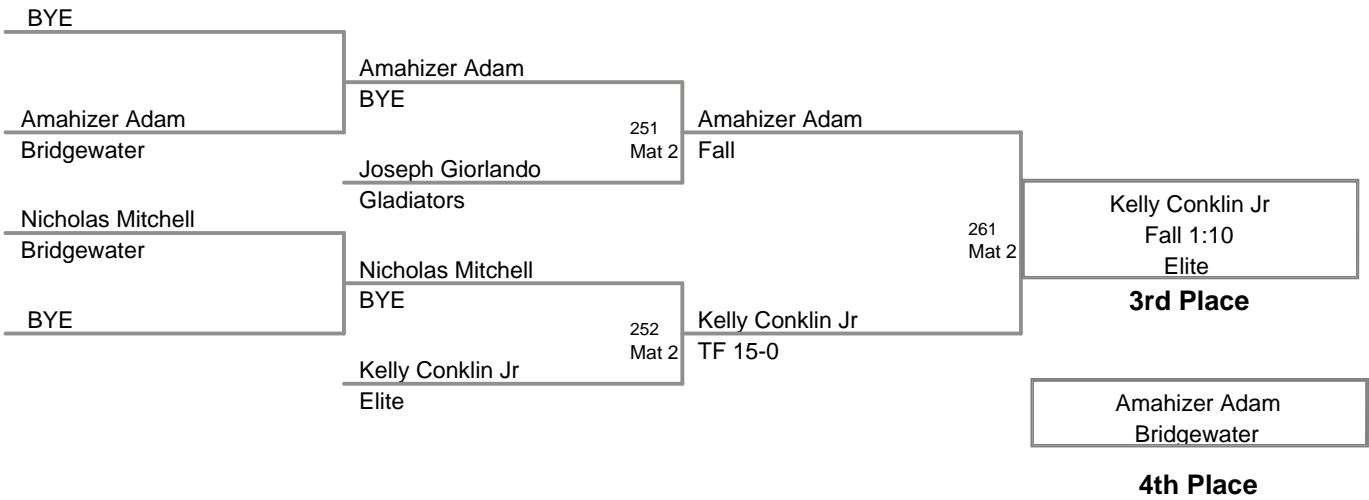 BYE
Amahizer Adam
BYE
Amahizer Adam
Bridgewater
251
Mat 2
Amahizer Adam
Fall
Joseph Giorlando
Gladiators
Nicholas Mitchell
Bridgewater
261
Mat 2
Kelly Conklin Jr
Fall 1:10
Elite
3rd Place
Nicholas Mitchell
BYE
BYE
252
Mat 2
Kelly Conklin Jr
TF 15-0
Kelly Conklin Jr
Elite
Amahizer Adam
Bridgewater
4th Place